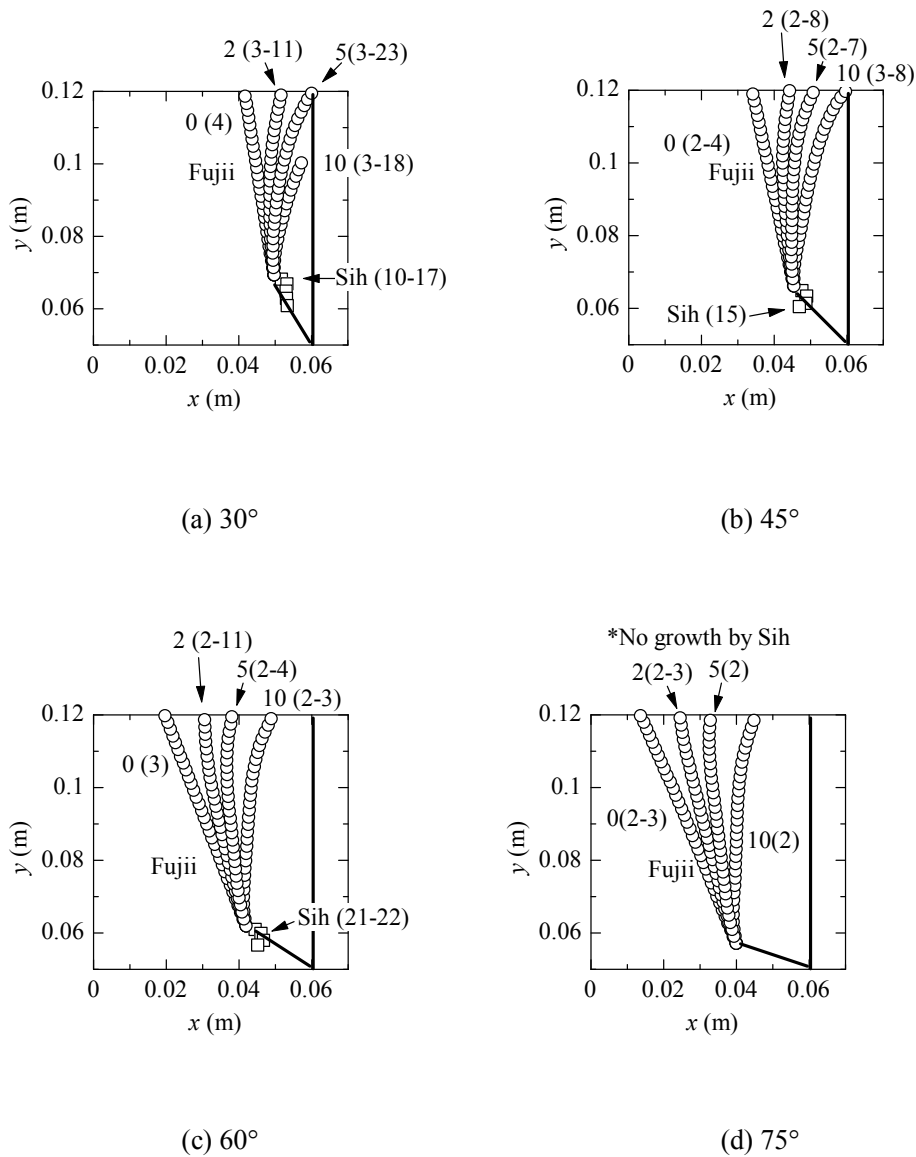 2 (3-11)
5(3-23)
0.12
0 (4)
0.1
Fujii
10 (3-18)
y (m)
0.08
Sih (10-17)
0.06
0
0.02
0.04
0.06
x (m)
(a) 30°
2 (2-8)
5(2-7)
10 (3-8)
0.12
0 (2-4)
0.1
Fujii
y (m)
0.08
0.06
Sih (15)
0
0.02
0.04
0.06
x (m)
(b) 45°
2 (2-11)
5(2-4)
10 (2-3)
0.12
0 (3)
0.1
y (m)
0.08
Fujii
Sih (21-22)
0.06
0
0.02
0.04
0.06
x (m)
(c) 60°
*No growth by Sih
2(2-3)
5(2)
0.12
0.1
0(2-3)
10(2)
y (m)
0.08
Fujii
0.06
0
0.02
0.04
0.06
x (m)
(d) 75°